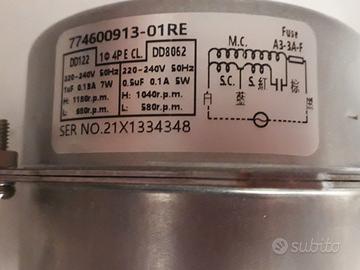 774600913-01RE
DD122 1Φ 4P E CL. DD8062
220-240V 50Hz 220-240V 50Hz
1uF 0.13A 7W 0.5uF 0.1A 5W
H: 1180r.p.m. H: 1040r.p.m.
L: 680r.p.m. L: 580r.p.m.
SER NO.21X1334348
M.C. Fuse
A3-3A-F
S.C. S. 紅 棕
白 藍
subito